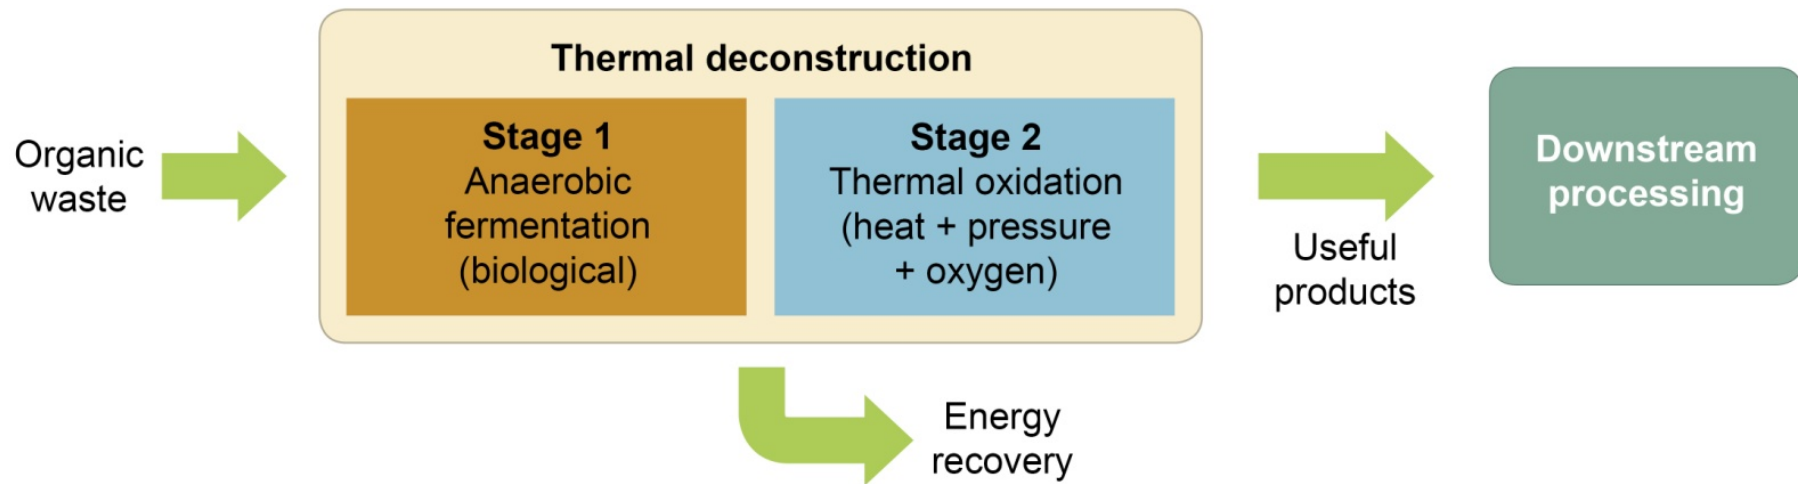 Thermal deconstruction
Organic
waste
Stage 1
Anaerobic
fermentation
(biological)
Stage 2
Thermal oxidation
(heat + pressure
+ oxygen)
Useful
products
Downstream
processing
Energy
recovery